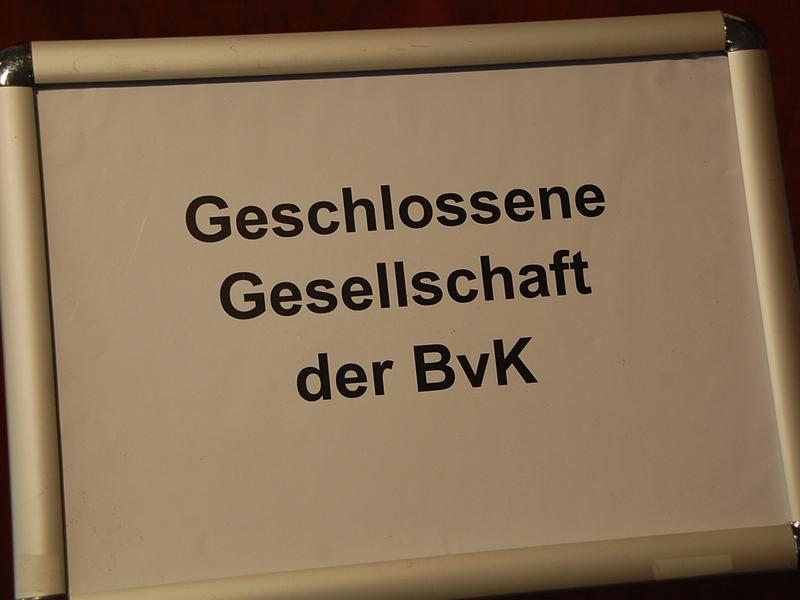 Geschlossene
Gesellschaft
der BvK